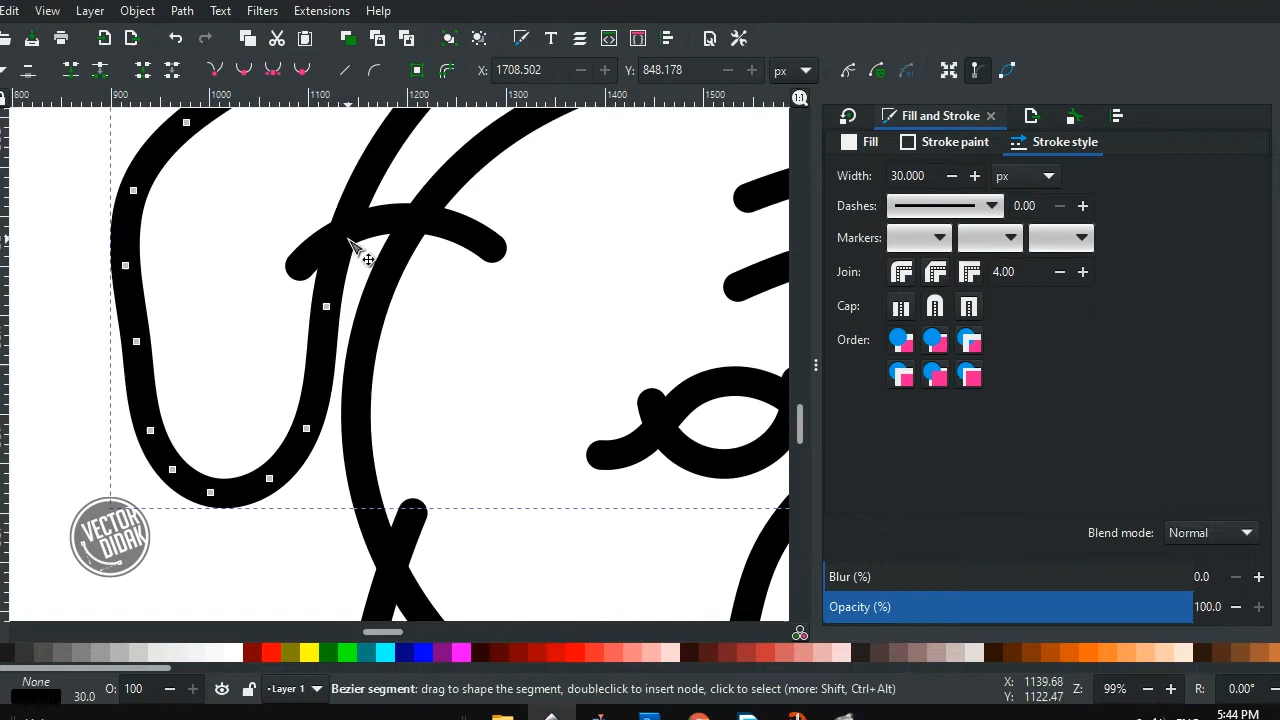 Edit View Layer Object Path Text Filters Extensions Help
X: 1708.502 Y: 848.178 px
800 900 1000 1100 1200 1300 1400 1500 1:1
Fill and Stroke
Fill Stroke paint Stroke style
Width: 30.000 px
Dashes: 0.00
Markers:
Join: 4.00
Cap:
Order:
VECTOR
DIDAK
Blend mode: Normal
Blur (%) 0.0
Opacity (%) 100.0
None
30.0 O: 100 Layer 1 Bezier segment: drag to shape the segment, doubleclick to insert node, click to select (more: Shift, Ctrl+Alt) X: 1139.68 Y: 1122.47 Z: 99% R: 0.00°
5:44 PM